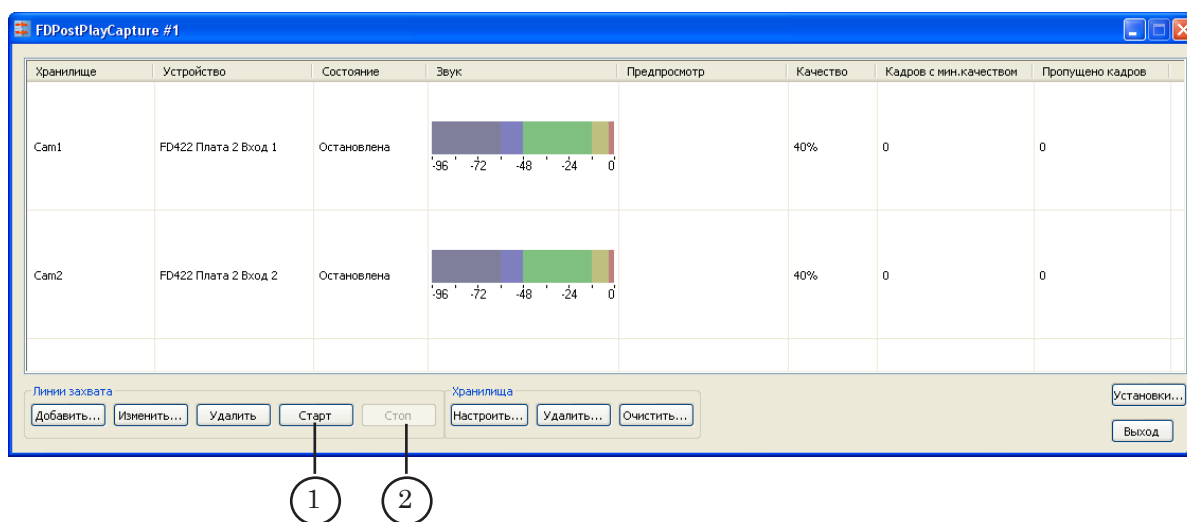 FDPostPlayCapture #1
Хранилище Устройство Состояние Звук Предпросмотр Качество Кадров с мин.качеством Пропущено кадров
Cam1 FD422 Плата 2 Вход 1 Остановлена 40% 0 0
-96 -72 -48 -24 0
Cam2 FD422 Плата 2 Вход 2 Остановлена 40% 0 0
-96 -72 -48 -24 0
Линии захвата Хранилища
Добавить... Изменить... Удалить Старт Стоп Настроить... Удалить... Очистить... Установки...
Выход
1 2